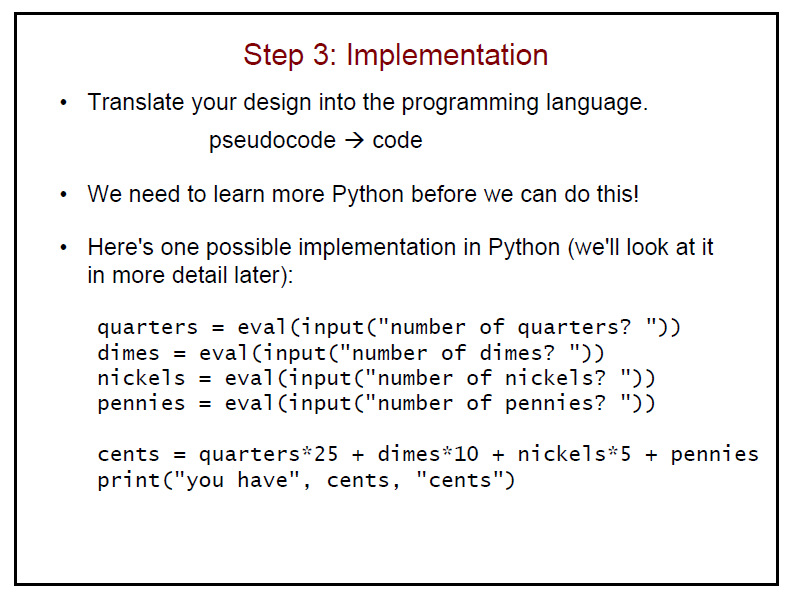 Step 3: Implementation
• Translate your design into the programming language.
pseudocode → code
• We need to learn more Python before we can do this!
• Here's one possible implementation in Python (we'll look at it
in more detail later):
quarters = eval(input("number of quarters? "))
dimes = eval(input("number of dimes? "))
nickels = eval(input("number of nickels? "))
pennies = eval(input("number of pennies? "))
cents = quarters*25 + dimes*10 + nickels*5 + pennies
print("you have", cents, "cents")